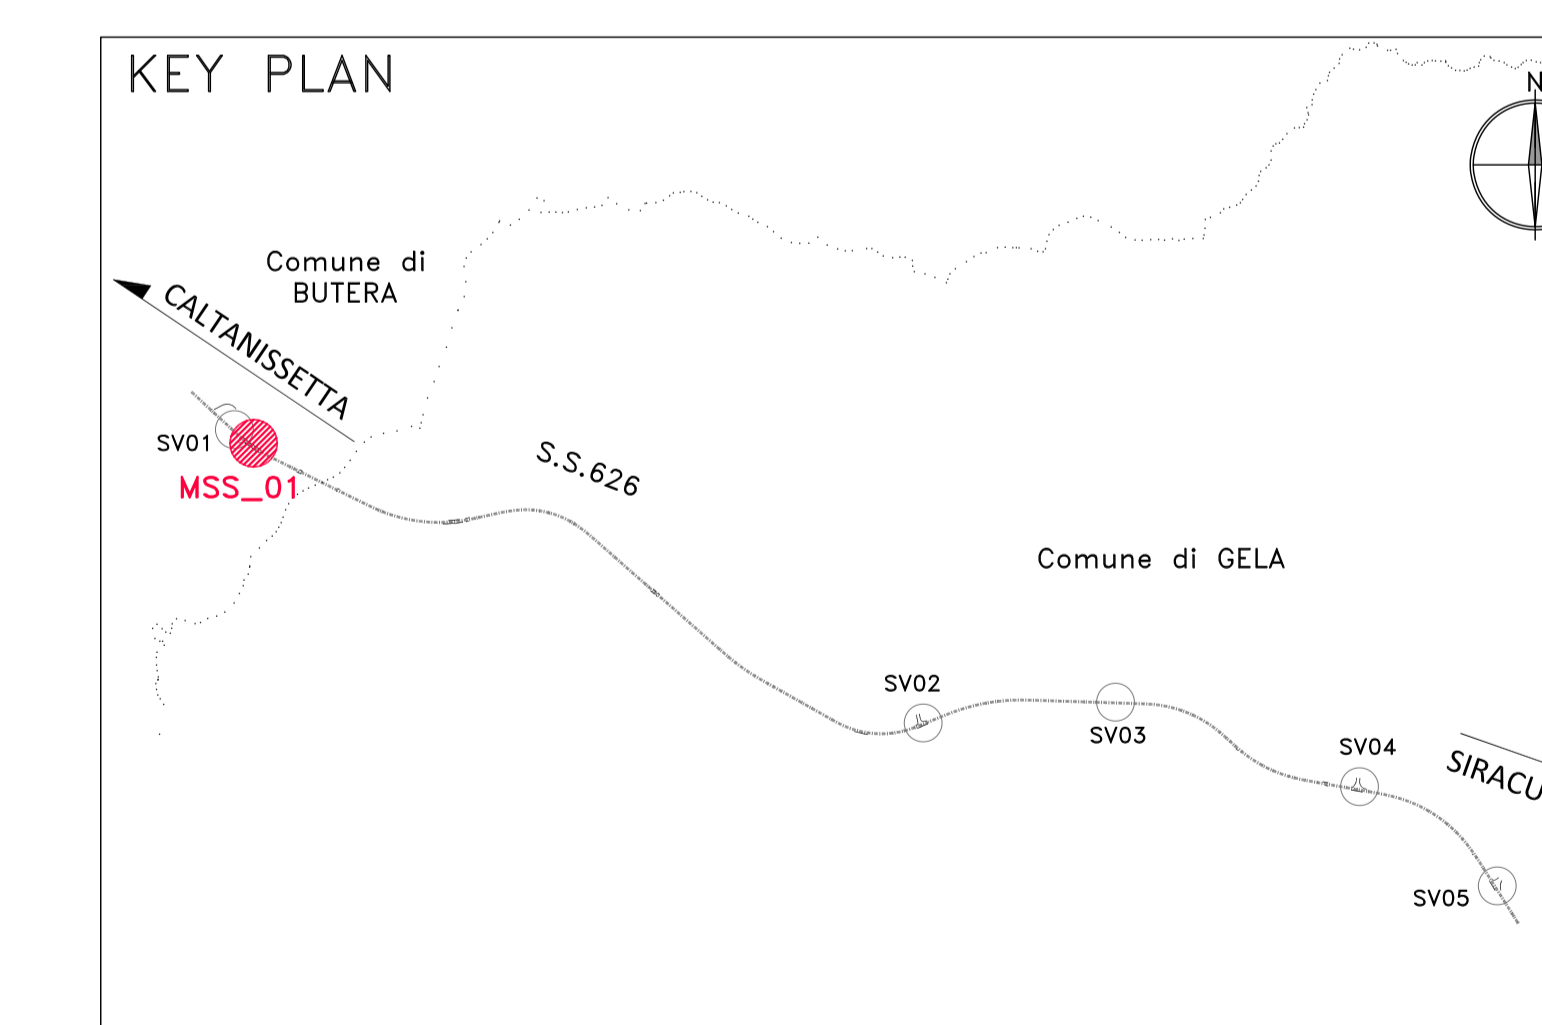 KEY PLAN
N
Comune di
BUTERA
CALTANISSETTA
SV01
MSS_01
S.S.626
Comune di GELA
SV02
SV03
SV04
SIRACU
SV05